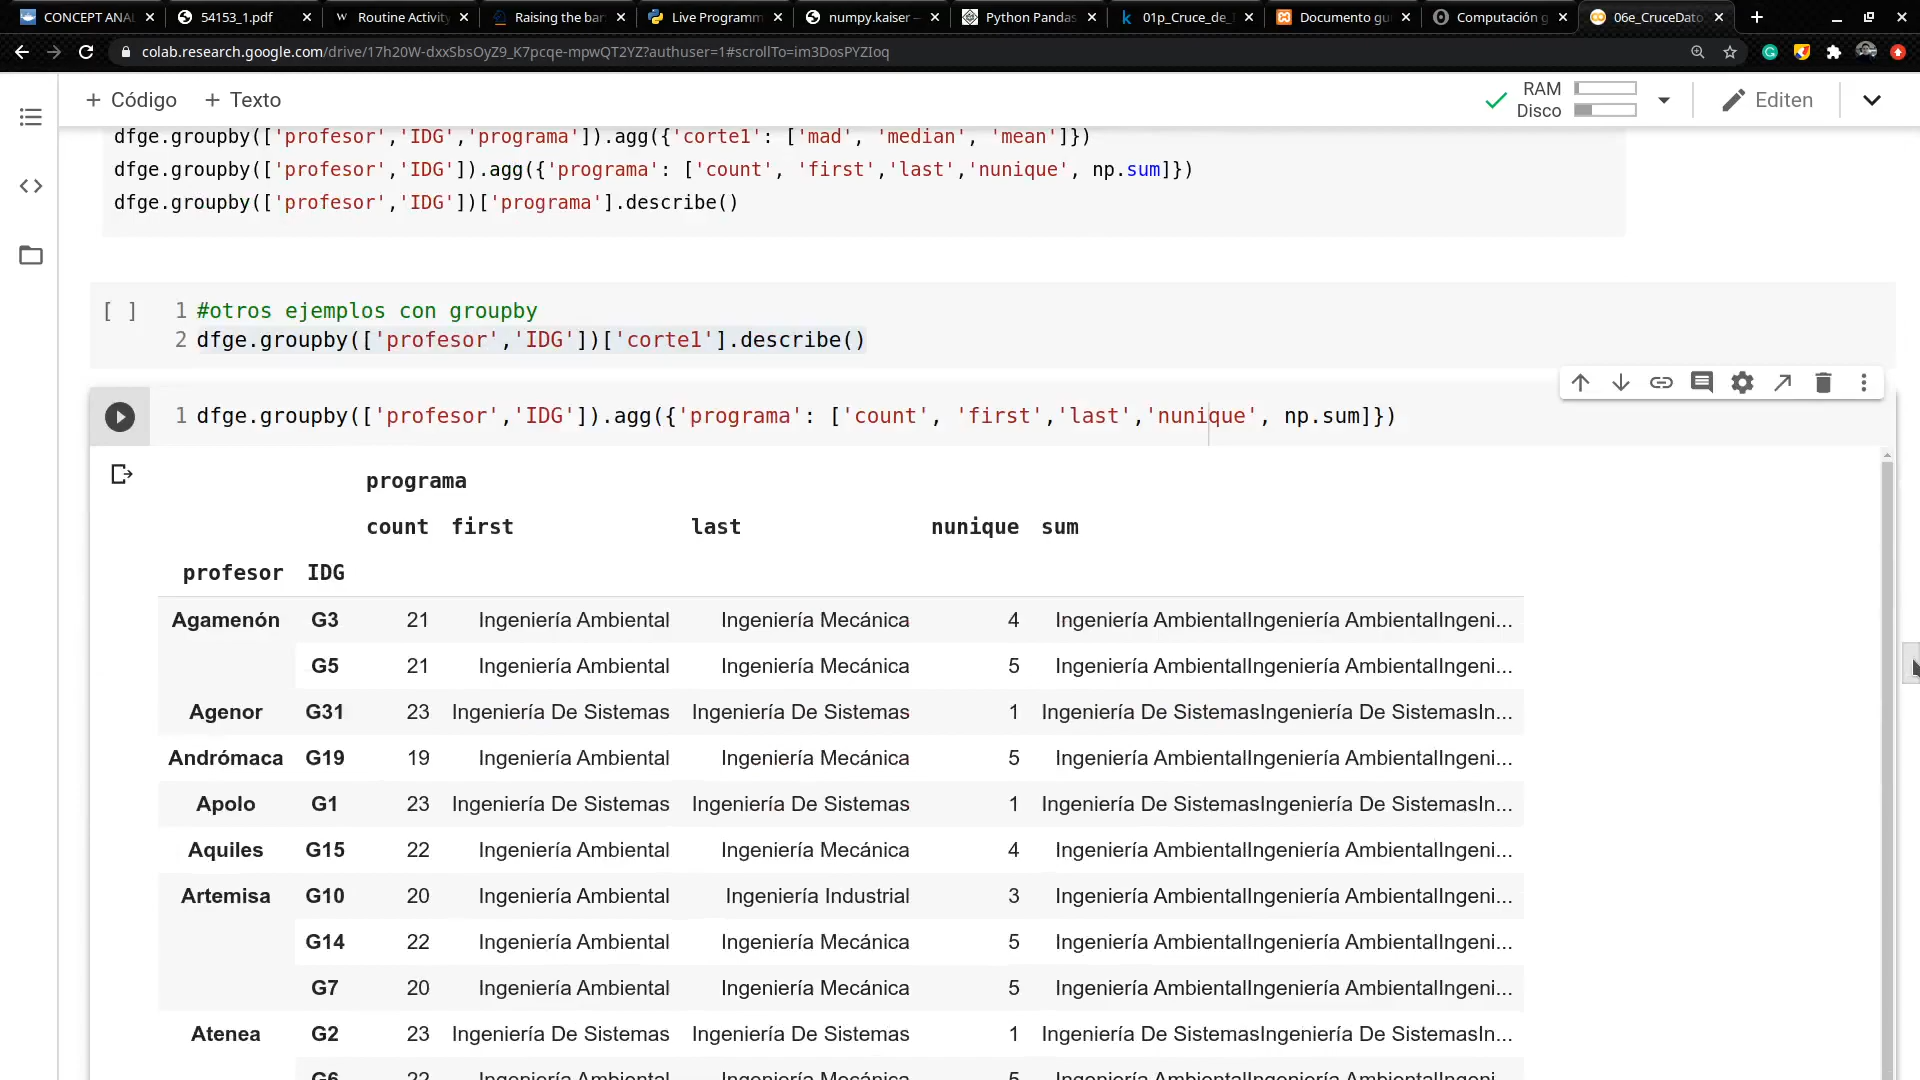 CONCEPT ANAL
54153_1.pdf
Routine Activity
Raising the bar
Live Programm
numpy.kaiser —
Python Pandas
01p_Cruce_de_
Documento gu
Computación g
06e_CruceDato
colab.research.google.com/drive/17h20W-dxxSbsOyZ9_K7pcqe-mpwQT2YZ?authuser=1#scrollTo=im3DosPYZIoq
+ Código + Texto
RAM
Disco
Editen
dfge.groupby(['profesor','IDG','programa']).agg({'corte1': ['mad', 'median', 'mean']})
dfge.groupby(['profesor','IDG']).agg({'programa': ['count', 'first','last','nunique', np.sum]})
dfge.groupby(['profesor','IDG'])['programa'].describe()
[ ] 1 #otros ejemplos con groupby
2 dfge.groupby(['profesor','IDG'])['corte1'].describe()
1 dfge.groupby(['profesor','IDG']).agg({'programa': ['count', 'first','last','nunique', np.sum]})
programa
count first last nunique sum
profesor IDG
Agamenón G3 21 Ingeniería Ambiental Ingeniería Mecánica 4 Ingeniería AmbientalIngeniería AmbientalIngeni...
G5 21 Ingeniería Ambiental Ingeniería Mecánica 5 Ingeniería AmbientalIngeniería AmbientalIngeni...
Agenor G31 23 Ingeniería De Sistemas Ingeniería De Sistemas 1 Ingeniería De SistemasIngeniería De SistemasIn...
Andrómaca G19 19 Ingeniería Ambiental Ingeniería Mecánica 5 Ingeniería AmbientalIngeniería AmbientalIngeni...
Apolo G1 23 Ingeniería De Sistemas Ingeniería De Sistemas 1 Ingeniería De SistemasIngeniería De SistemasIn...
Aquiles G15 22 Ingeniería Ambiental Ingeniería Mecánica 4 Ingeniería AmbientalIngeniería AmbientalIngeni...
Artemisa G10 20 Ingeniería Ambiental Ingeniería Industrial 3 Ingeniería AmbientalIngeniería AmbientalIngeni...
G14 22 Ingeniería Ambiental Ingeniería Mecánica 5 Ingeniería AmbientalIngeniería AmbientalIngeni...
G7 20 Ingeniería Ambiental Ingeniería Mecánica 5 Ingeniería AmbientalIngeniería AmbientalIngeni...
Atenea G2 23 Ingeniería De Sistemas Ingeniería De Sistemas 1 Ingeniería De SistemasIngeniería De SistemasIn...
G6 22 Ingeniería Ambiental Ingeniería Mecánica 5 Ingeniería AmbientalIngeniería AmbientalIngeni...